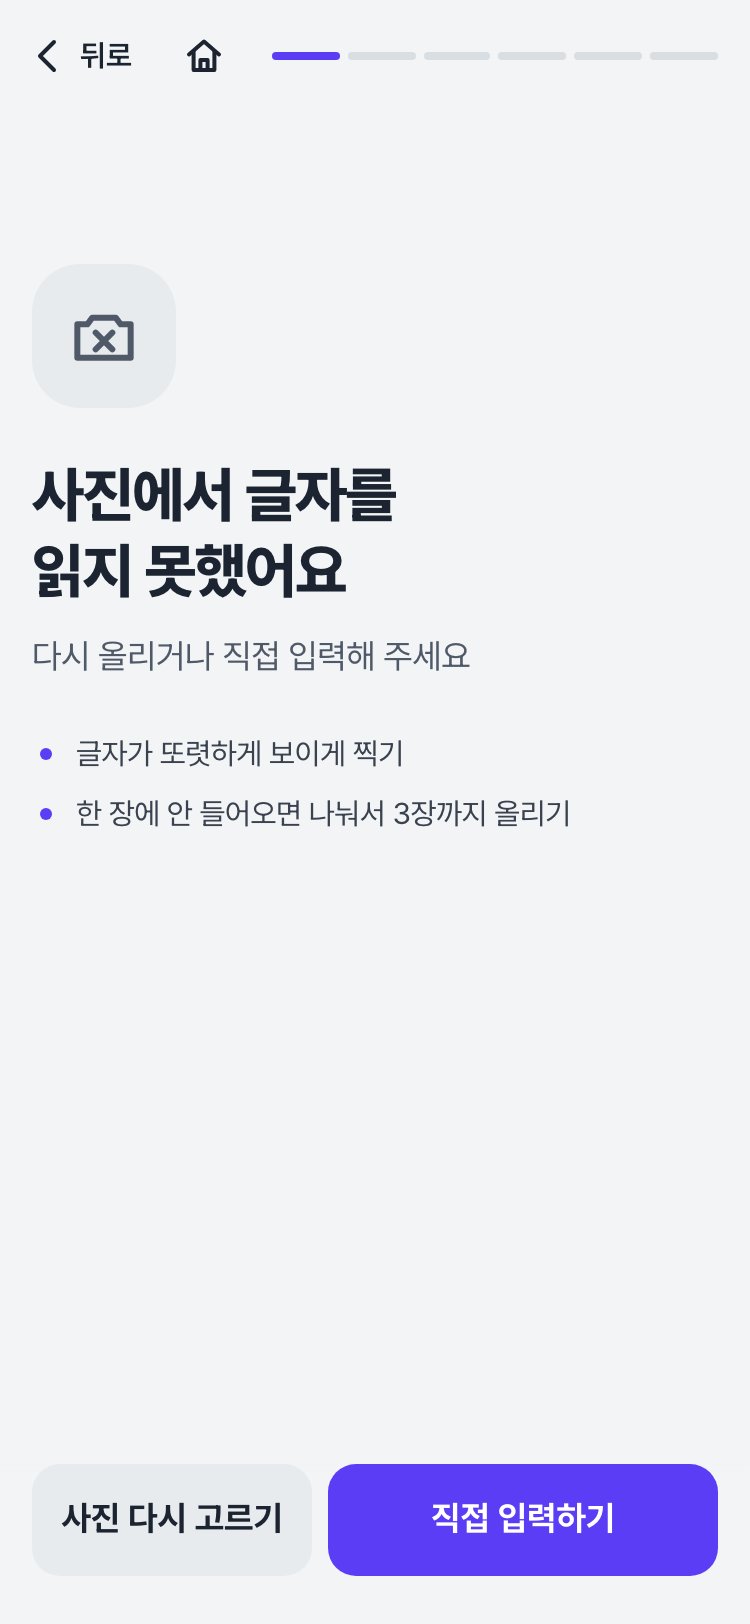 뒤로
사진에서 글자를
읽지 못했어요
다시 올리거나 직접 입력해 주세요
글자가 또렷하게 보이게 찍기
한 장에 안 들어오면 나눠서 3장까지 올리기
사진 다시 고르기
직접 입력하기